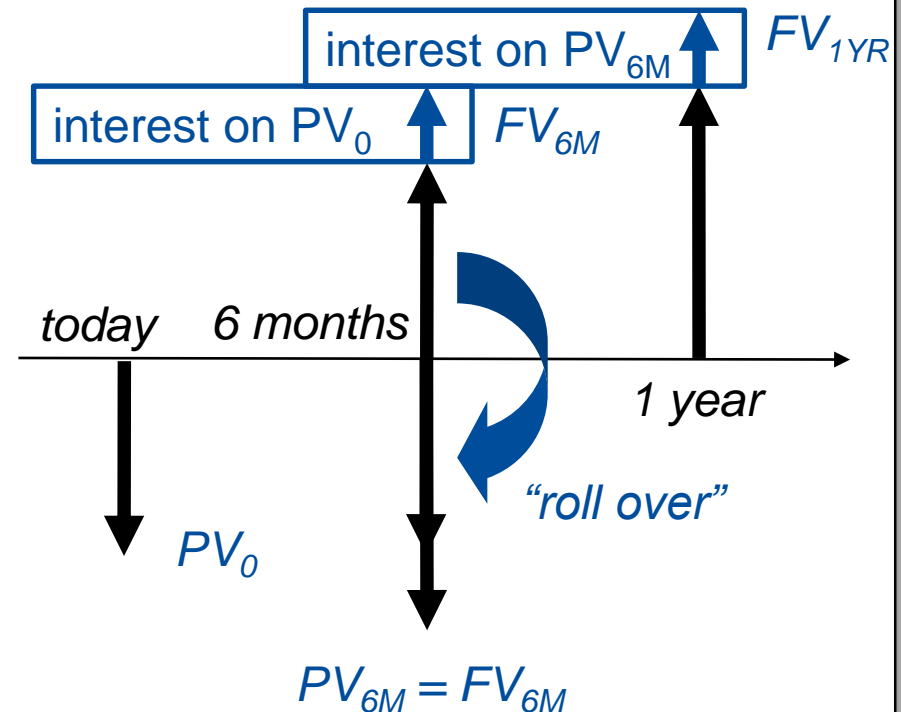 interest on PV₆M FV₁YR
interest on PV₀ FV₆M
today 6 months
1 year
“roll over”
PV₀
PV₆M = FV₆M